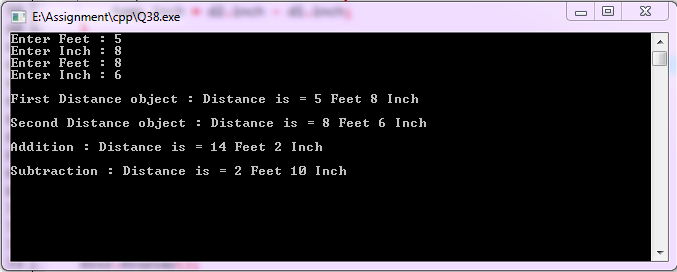 E:\Assignment\cpp\Q38.exe
Enter Feet : 5
Enter Inch : 8
Enter Feet : 8
Enter Inch : 6
First Distance object : Distance is = 5 Feet 8 Inch
Second Distance object : Distance is = 8 Feet 6 Inch
Addition : Distance is = 14 Feet 2 Inch
Subtraction : Distance is = 2 Feet 10 Inch